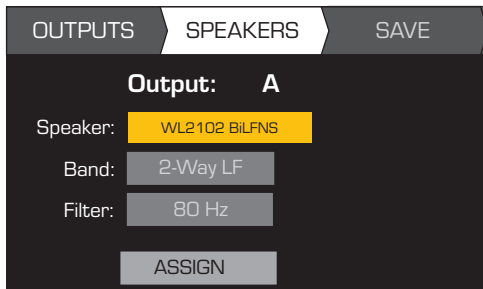 OUTPUTS SPEAKERS SAVE
Output: A
Speaker: WL2102 BiLFNS
Band: 2-Way LF
Filter: 80 Hz
ASSIGN